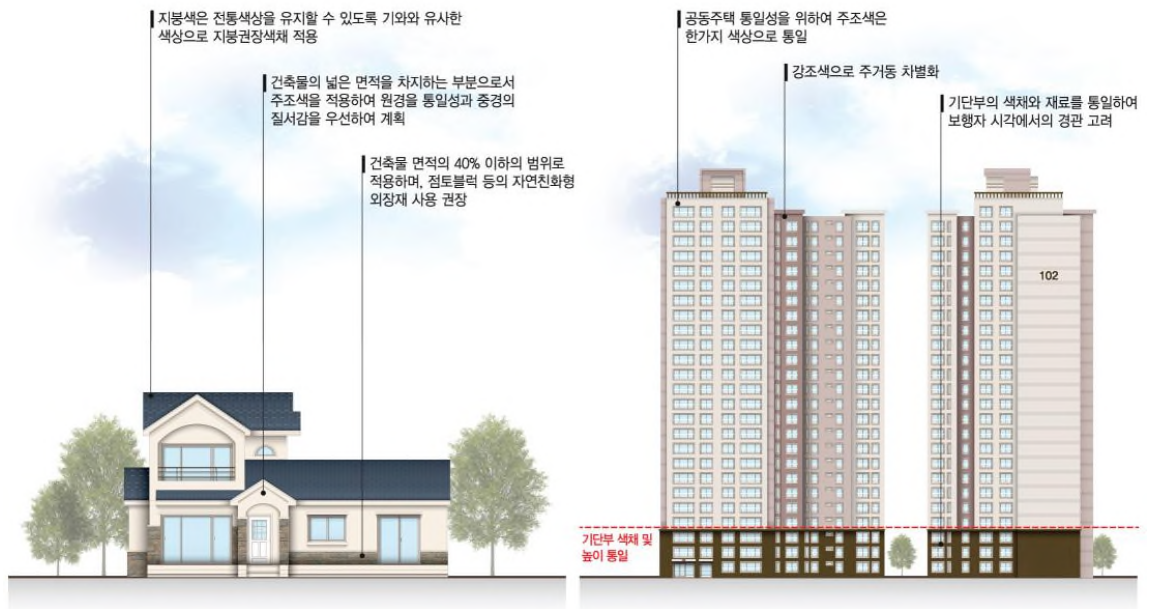 지붕색은 전통색상을 유지할 수 있도록 기와와 유사한
색상으로 지붕권장색채 적용
건축물의 넓은 면적을 차지하는 부분으로서
주조색을 적용하여 원경을 통일성과 중경의
질서감을 우선하여 계획
건축물 면적의 40% 이하의 범위로
적용하며, 점토블럭 등의 자연친화형
외장재 사용 권장
공동주택 통일성을 위하여 주조색은
한가지 색상으로 통일
강조색으로 주거동 차별화
기단부의 색채와 재료를 통일하여
보행자 시각에서의 경관 고려
102
기단부 색채 및
높이 통일